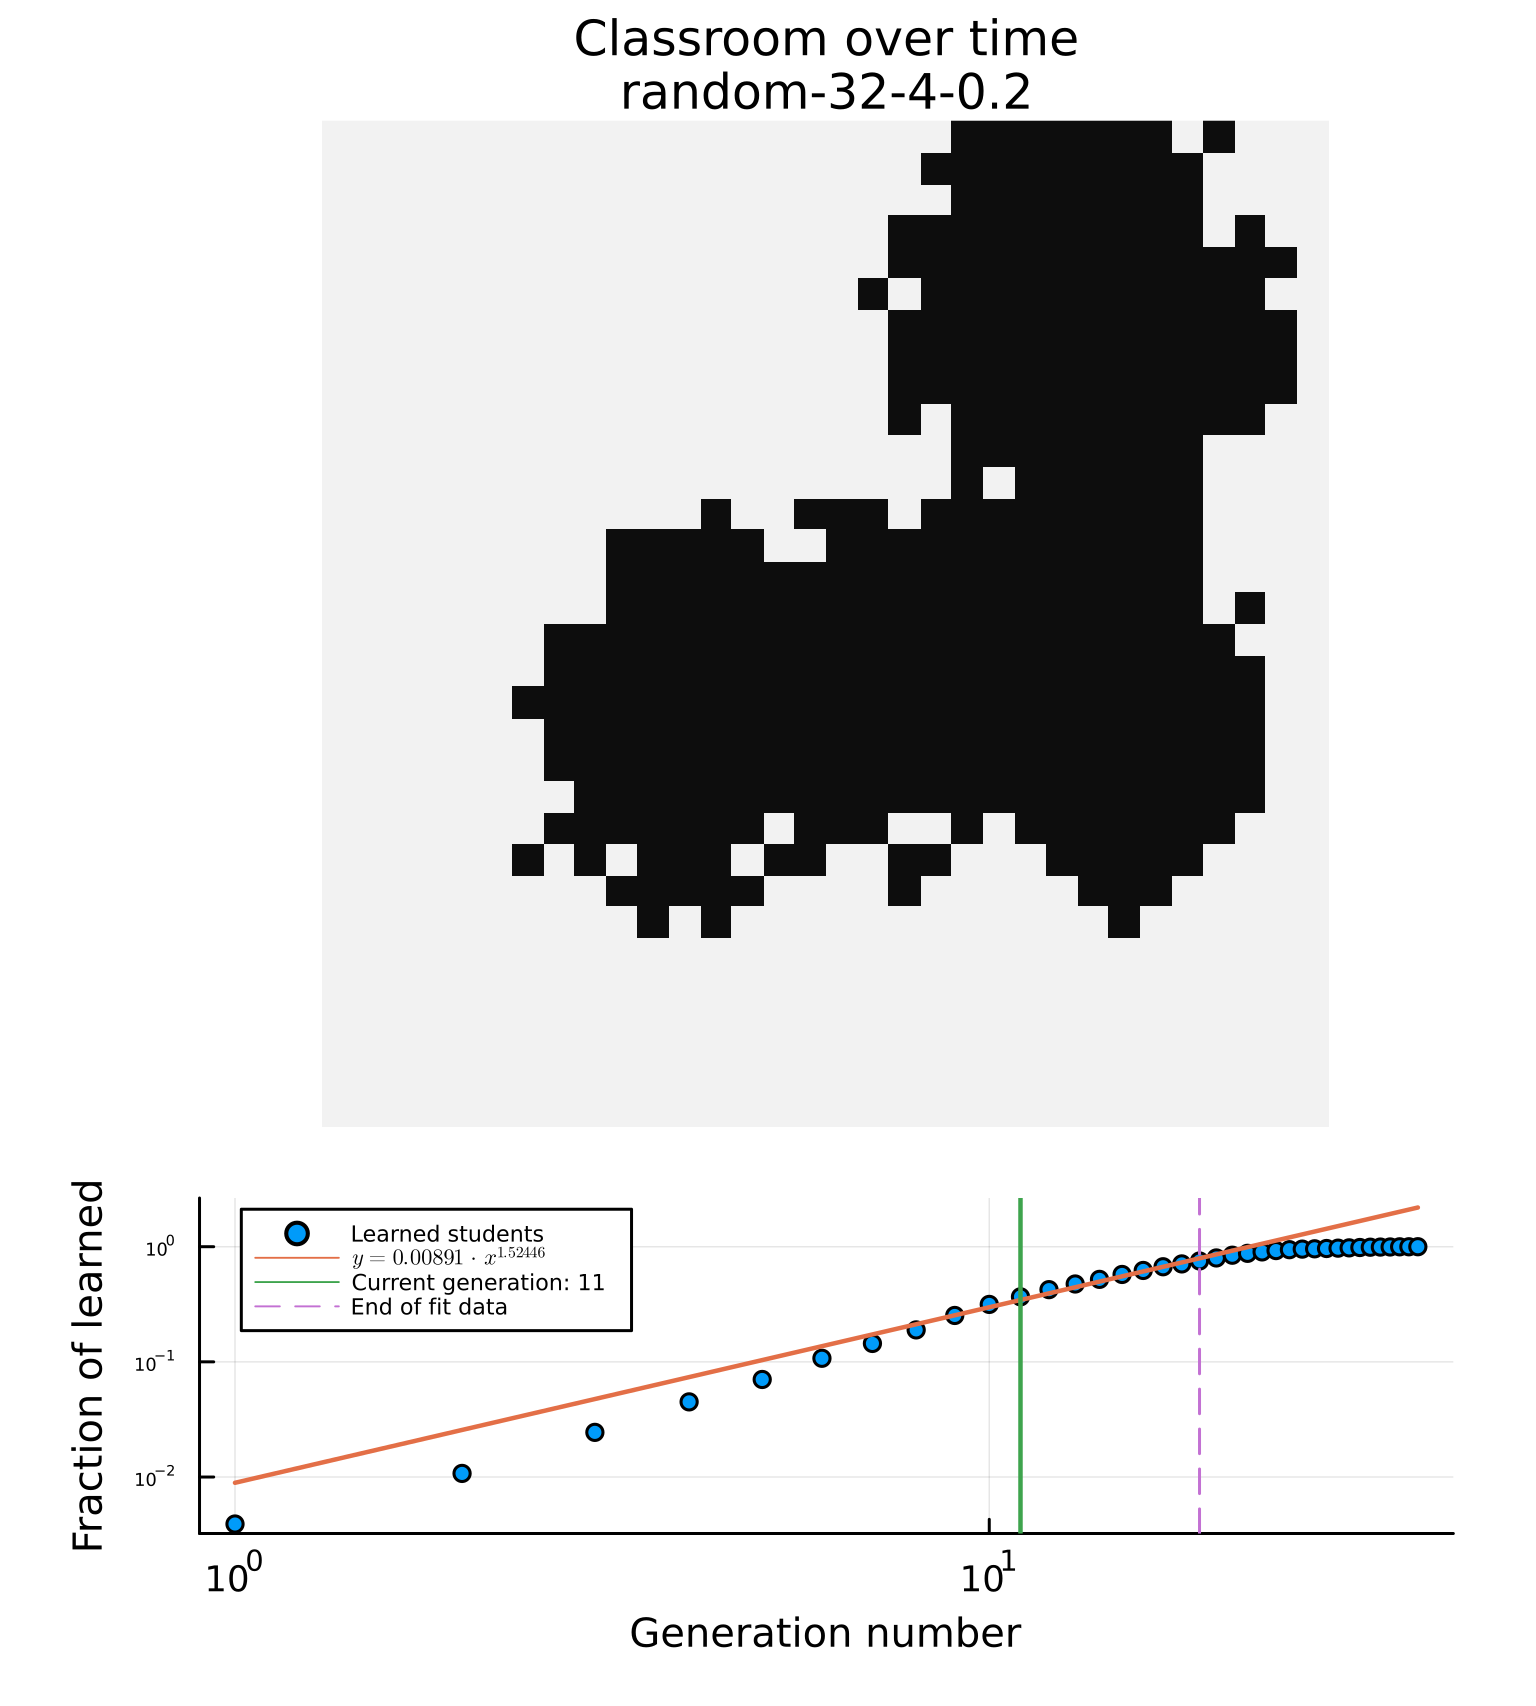 Classroom over time
random-32-4-0.2
Fraction of learned
Learned students
y = 0.00891 · x^1.52446
Current generation: 11
End of fit data
10^0
10^-1
10^-2
10^0
10^1
Generation number